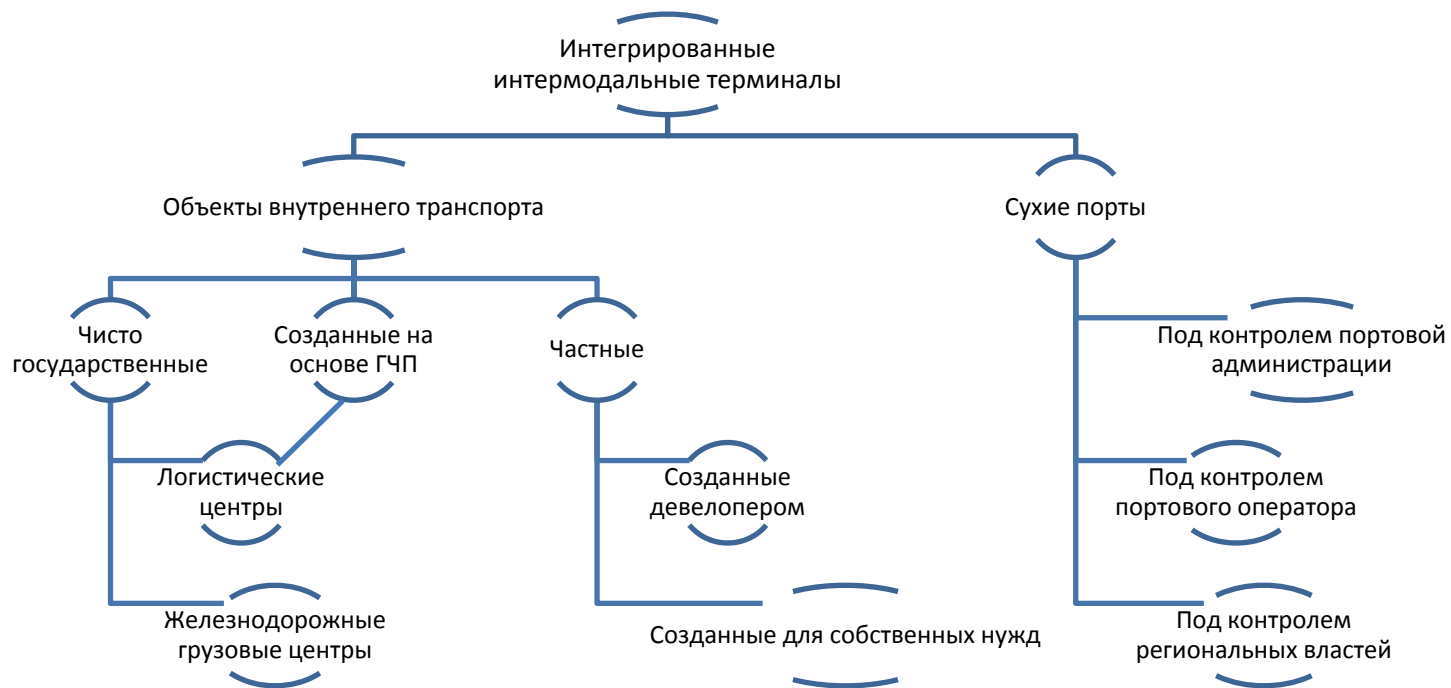 Интегрированные
интермодальные терминалы
Объекты внутреннего транспорта
Сухие порты
Чисто
государственные
Созданные на
основе ГЧП
Частные
Под контролем портовой
администрации
Логистические
центры
Созданные
девелопером
Под контролем
портового оператора
Железнодорожные
грузовые центры
Созданные для собственных нужд
Под контролем
региональных властей